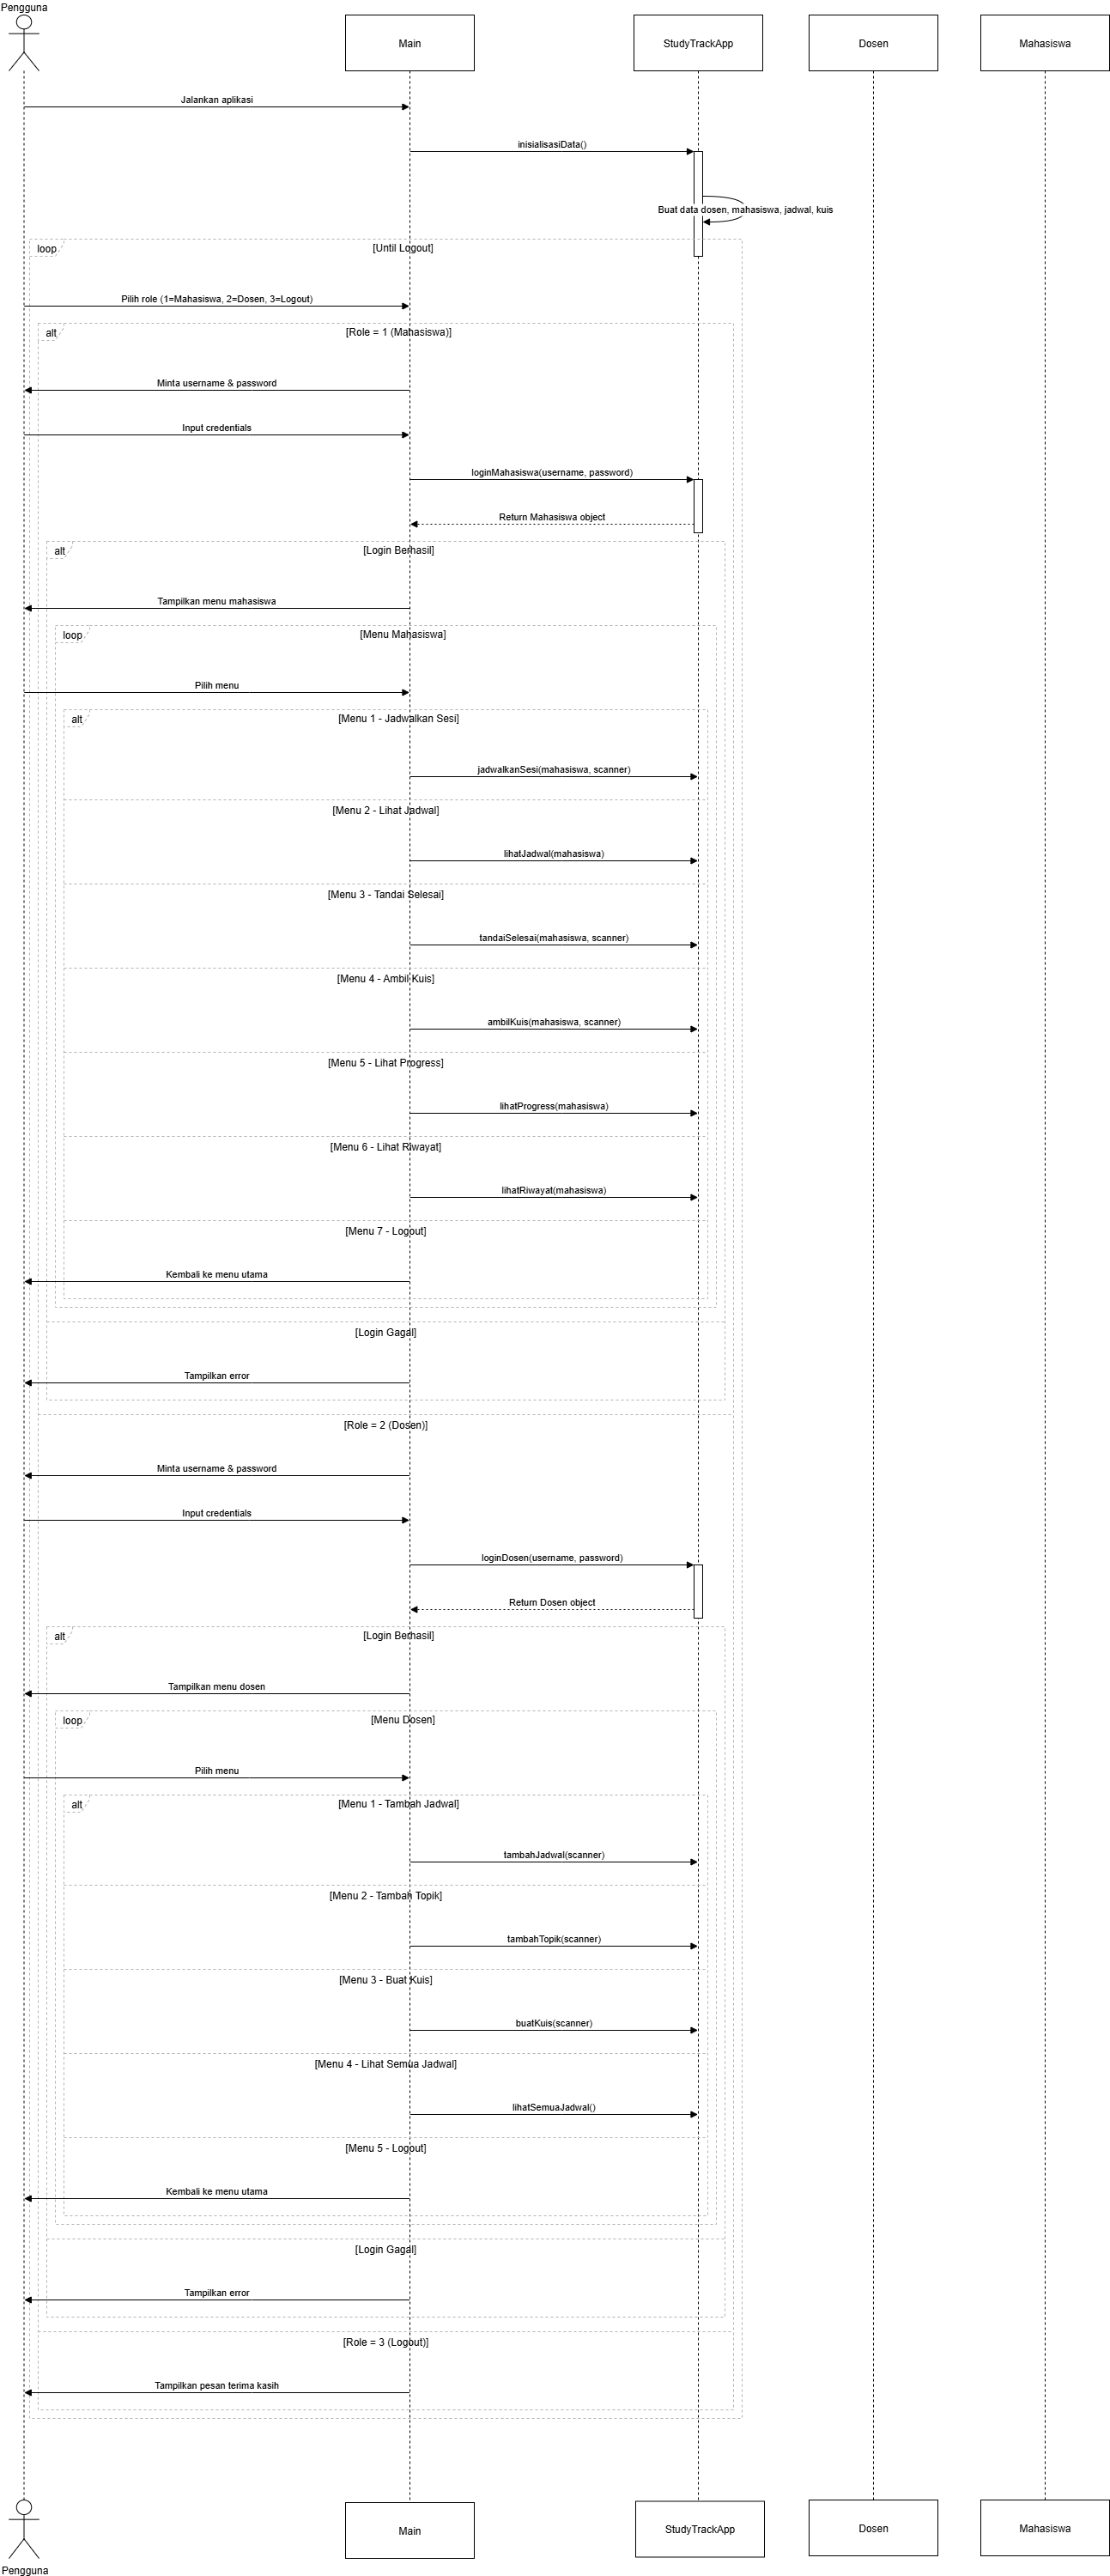 Pengguna
Main
StudyTrackApp
Dosen
Mahasiswa
Jalankan aplikasi
inisialisasiData()
Buat data dosen, mahasiswa, jadwal, kuis
loop
[Until Logout]
Pilih role (1=Mahasiswa, 2=Dosen, 3=Logout)
alt
[Role = 1 (Mahasiswa)]
Minta username & password
Input credentials
loginMahasiswa(username, password)
Return Mahasiswa object
alt
[Login Berhasil]
Tampilkan menu mahasiswa
loop
[Menu Mahasiswa]
Pilih menu
alt
[Menu 1 - Jadwalkan Sesi]
jadwalkanSesi(mahasiswa, scanner)
[Menu 2 - Lihat Jadwal]
lihatJadwal(mahasiswa)
[Menu 3 - Tandai Selesai]
tandaiSelesai(mahasiswa, scanner)
[Menu 4 - Ambil Kuis]
ambilKuis(mahasiswa, scanner)
[Menu 5 - Lihat Progress]
lihatProgress(mahasiswa)
[Menu 6 - Lihat Riwayat]
lihatRiwayat(mahasiswa)
[Menu 7 - Logout]
Kembali ke menu utama
[Login Gagal]
Tampilkan error
[Role = 2 (Dosen)]
Minta username & password
Input credentials
loginDosen(username, password)
Return Dosen object
alt
[Login Berhasil]
Tampilkan menu dosen
loop
[Menu Dosen]
Pilih menu
alt
[Menu 1 - Tambah Jadwal]
tambahJadwal(scanner)
[Menu 2 - Tambah Topik]
tambahTopik(scanner)
[Menu 3 - Buat Kuis]
buatKuis(scanner)
[Menu 4 - Lihat Semua Jadwal]
lihatSemuaJadwal()
[Menu 5 - Logout]
Kembali ke menu utama
[Login Gagal]
Tampilkan error
[Role = 3 (Logout)]
Tampilkan pesan terima kasih
Main
StudyTrackApp
Dosen
Mahasiswa
Pengguna